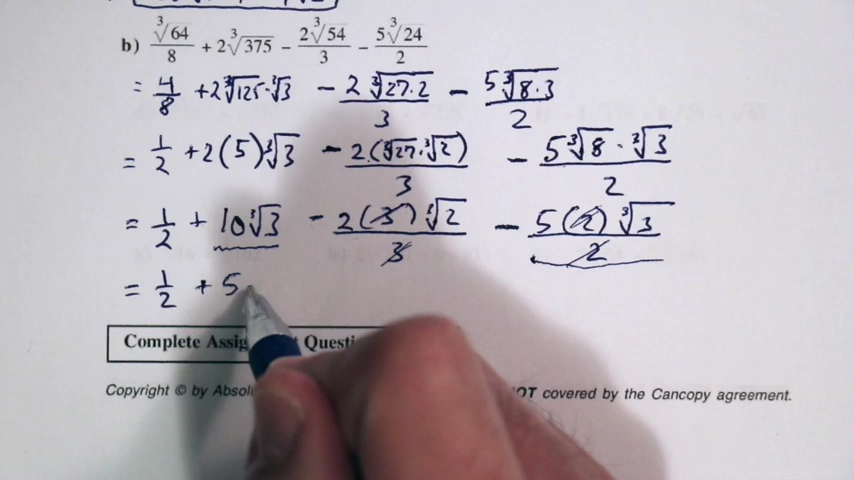 b) ∛64/8 + 2∛375 − 2∛54/3 − 5∛24/2
= 4/8 + 2∛125·∛3 − 2∛27·2/3 − 5∛8·3/2
= 1/2 + 2(5)∛3 − 2(∛27·∛2)/3 − 5∛8·∛3/2
= 1/2 + 10∛3 − 2(3)∛2/3 − 5(2)∛3/2
= 1/2 + 5
Complete Assig Questi
Copyright © by Absol OT covered by the Cancopy agreement.